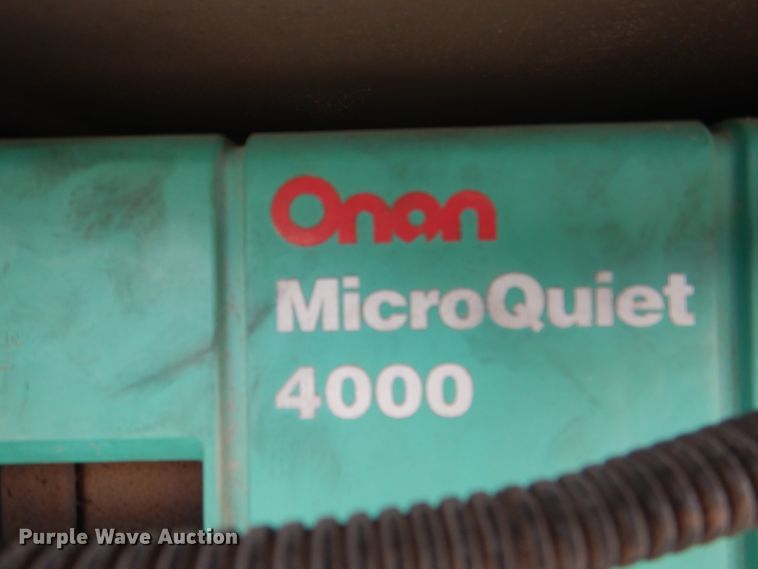 Onan
MicroQuiet
4000
Purple Wave Auction